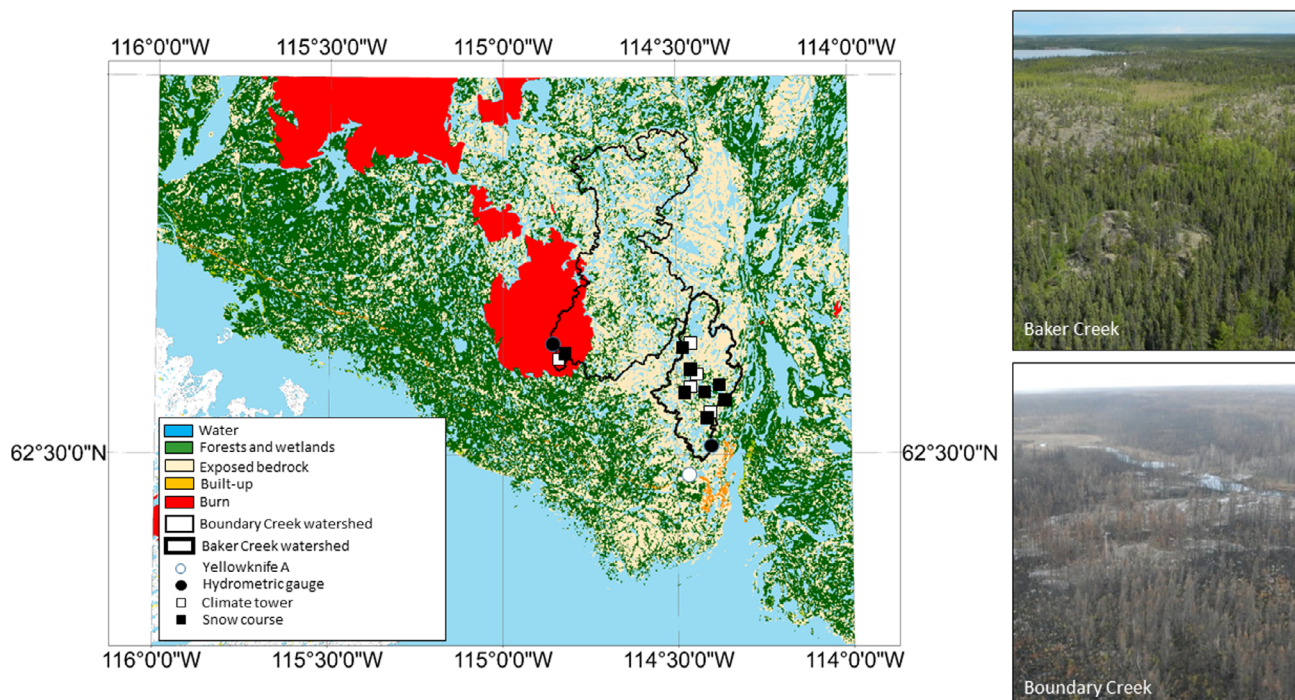 116°0'0"W 115°30'0"W 115°0'0"W 114°30'0"W 114°0'0"W
62°30'0"N 62°30'0"N
Water
Forests and wetlands
Exposed bedrock
Built-up
Burn
Boundary Creek watershed
Baker Creek watershed
Yellowknife A
Hydrometric gauge
Climate tower
Snow course
116°0'0"W 115°30'0"W 115°0'0"W 114°30'0"W 114°0'0"W
Baker Creek
Boundary Creek